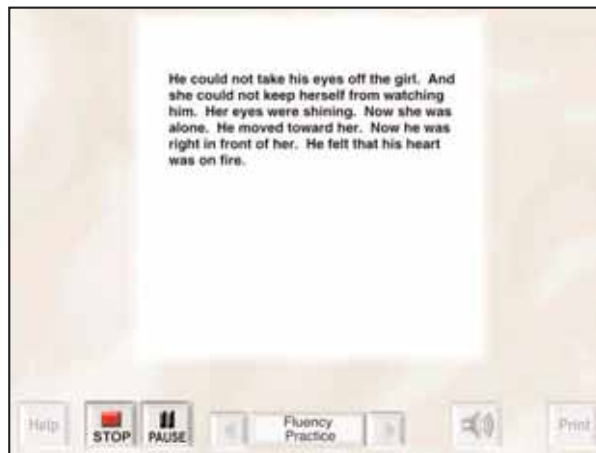 He could not take his eyes off the girl.  And
she could not keep herself from watching
him.  Her eyes were shining.  Now she was
alone.  He moved toward her.  Now he was
right in front of her.  He felt that his heart
was on fire.
Help
STOP
PAUSE
Fluency
Practice
Print